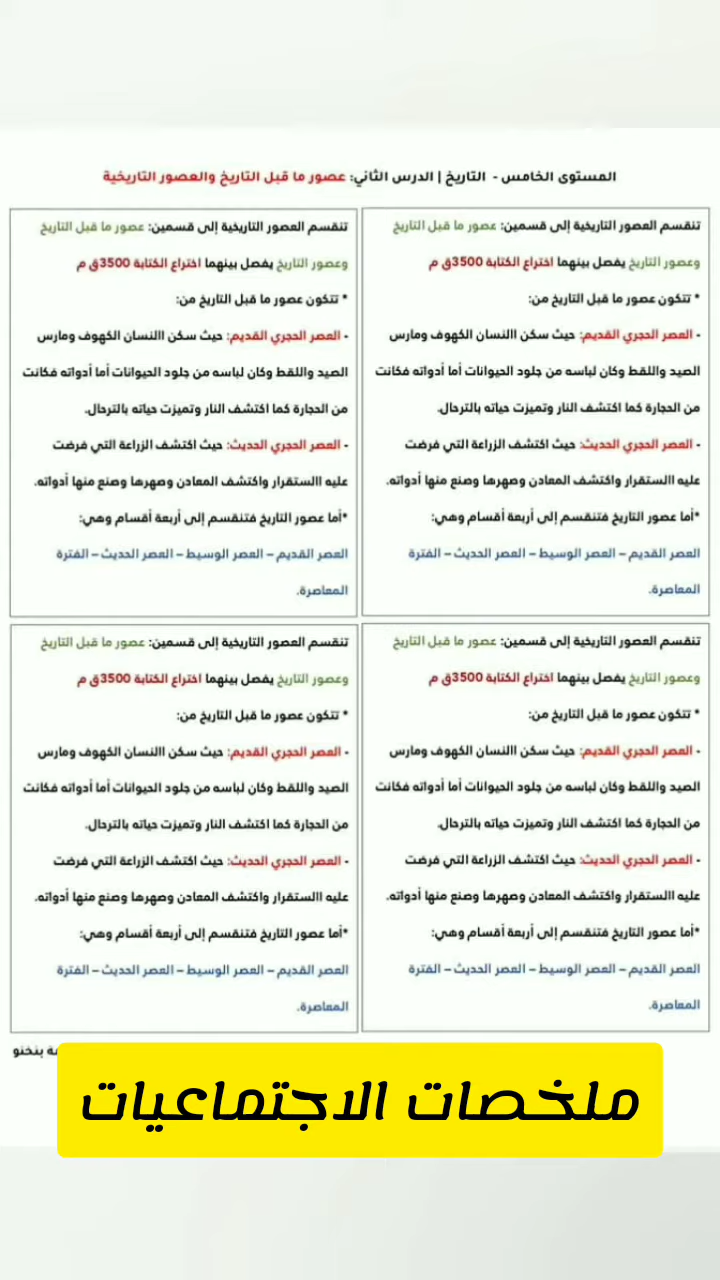 المستوى الخامس - التاريخ | الدرس الثاني: عصور ما قبل التاريخ والعصور التاريخية
تنقسم العصور التاريخية إلى قسمين: عصور ما قبل التاريخ
وعصور التاريخ يفصل بينهما اختراع الكتابة 3500ق م
* تتكون عصور ما قبل التاريخ من:
- العصر الحجري القديم: حيث سكن االنسان الكهوف ومارس
الصيد واللقط وكان لباسه من جلود الحيوانات أما أدواته فكانت
من الحجارة كما اكتشف النار وتميزت حياته بالترحال.
- العصر الحجري الحديث: حيث اكتشف الزراعة التي فرضت
عليه االستقرار واكتشف المعادن وصهرها وصنع منها أدواته.
*أما عصور التاريخ فتنقسم إلى أربعة أقسام وهي:
العصر القديم – العصر الوسيط – العصر الحديث – الفترة
المعاصرة.
تنقسم العصور التاريخية إلى قسمين: عصور ما قبل التاريخ
وعصور التاريخ يفصل بينهما اختراع الكتابة 3500ق م
* تتكون عصور ما قبل التاريخ من:
- العصر الحجري القديم: حيث سكن االنسان الكهوف ومارس
الصيد واللقط وكان لباسه من جلود الحيوانات أما أدواته فكانت
من الحجارة كما اكتشف النار وتميزت حياته بالترحال.
- العصر الحجري الحديث: حيث اكتشف الزراعة التي فرضت
عليه االستقرار واكتشف المعادن وصهرها وصنع منها أدواته.
*أما عصور التاريخ فتنقسم إلى أربعة أقسام وهي:
العصر القديم – العصر الوسيط – العصر الحديث – الفترة
المعاصرة.
تنقسم العصور التاريخية إلى قسمين: عصور ما قبل التاريخ
وعصور التاريخ يفصل بينهما اختراع الكتابة 3500ق م
* تتكون عصور ما قبل التاريخ من:
- العصر الحجري القديم: حيث سكن االنسان الكهوف ومارس
الصيد واللقط وكان لباسه من جلود الحيوانات أما أدواته فكانت
من الحجارة كما اكتشف النار وتميزت حياته بالترحال.
- العصر الحجري الحديث: حيث اكتشف الزراعة التي فرضت
عليه االستقرار واكتشف المعادن وصهرها وصنع منها أدواته.
*أما عصور التاريخ فتنقسم إلى أربعة أقسام وهي:
العصر القديم – العصر الوسيط – العصر الحديث – الفترة
المعاصرة.
تنقسم العصور التاريخية إلى قسمين: عصور ما قبل التاريخ
وعصور التاريخ يفصل بينهما اختراع الكتابة 3500ق م
* تتكون عصور ما قبل التاريخ من:
- العصر الحجري القديم: حيث سكن االنسان الكهوف ومارس
الصيد واللقط وكان لباسه من جلود الحيوانات أما أدواته فكانت
من الحجارة كما اكتشف النار وتميزت حياته بالترحال.
- العصر الحجري الحديث: حيث اكتشف الزراعة التي فرضت
عليه االستقرار واكتشف المعادن وصهرها وصنع منها أدواته.
*أما عصور التاريخ فتنقسم إلى أربعة أقسام وهي:
العصر القديم – العصر الوسيط – العصر الحديث – الفترة
المعاصرة.
بنخنو
ملخصات الاجتماعيات